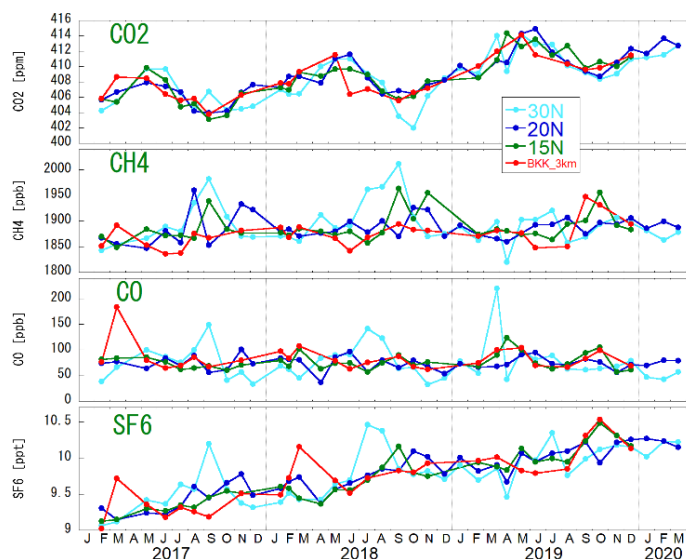 416
414
412
410
408
406
404
402
400
CO2 [ppm]
CO2
30N
20N
15N
BKK_3km
2000
1950
1900
1850
1800
CH4 [ppb]
CH4
200
150
100
50
0
CO [ppb]
CO
10.5
10
9.5
9
SF6 [ppt]
SF6
J F M A M J J A S O N D J F M A M J J A S O N D J F M A M J J A S O N D J F M
2017 2018 2019 2020